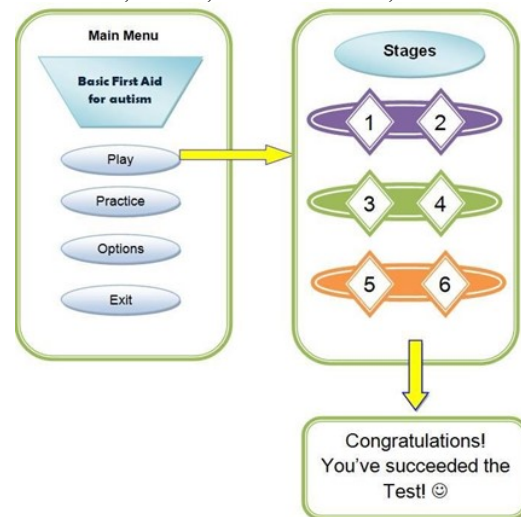 Main Menu
Basic First Aid
for autism
Play
Practice
Options
Exit
Stages
1 2
3 4
5 6
Congratulations!
You've succeeded the
Test! ☺